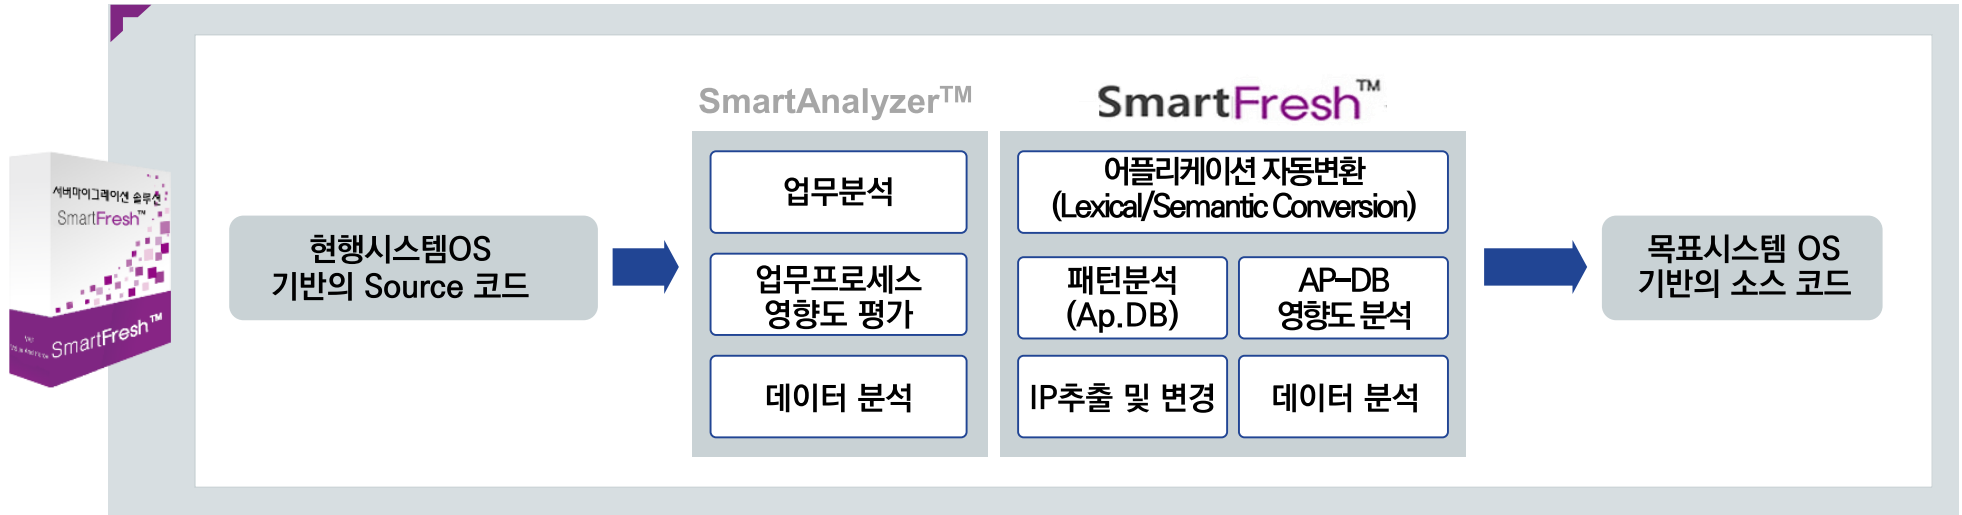 서버마이그레이션 솔루션
SmartFresh™
SmartFresh™
현행시스템OS
기반의 Source 코드
SmartAnalyzer™
업무분석
업무프로세스
영향도 평가
데이터 분석
SmartFresh™
어플리케이션 자동변환
(Lexical/Semantic Conversion)
패턴분석
(Ap.DB)
AP-DB
영향도 분석
IP추출 및 변경
데이터 분석
목표시스템 OS
기반의 소스 코드